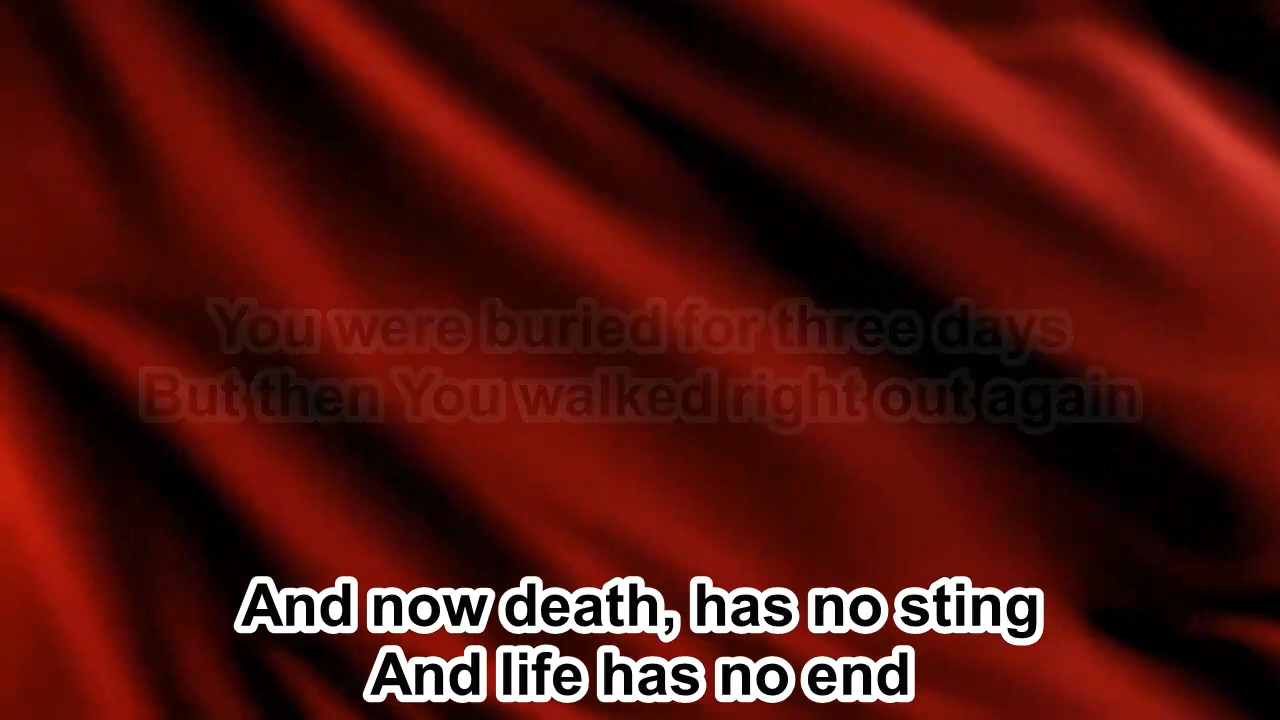 You were buried for three days
But then You walked right out again
And now death, has no sting
And life has no end